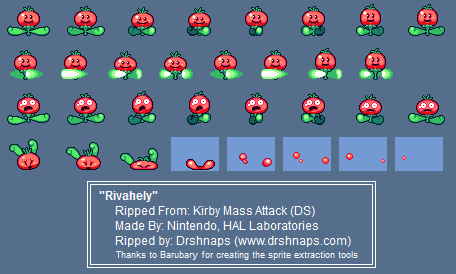 "Rivahely"
Ripped From: Kirby Mass Attack (DS)
Made By: Nintendo, HAL Laboratories
Ripped by: Drshnaps (www.drshnaps.com)
Thanks to Barubary for creating the sprite extraction tools